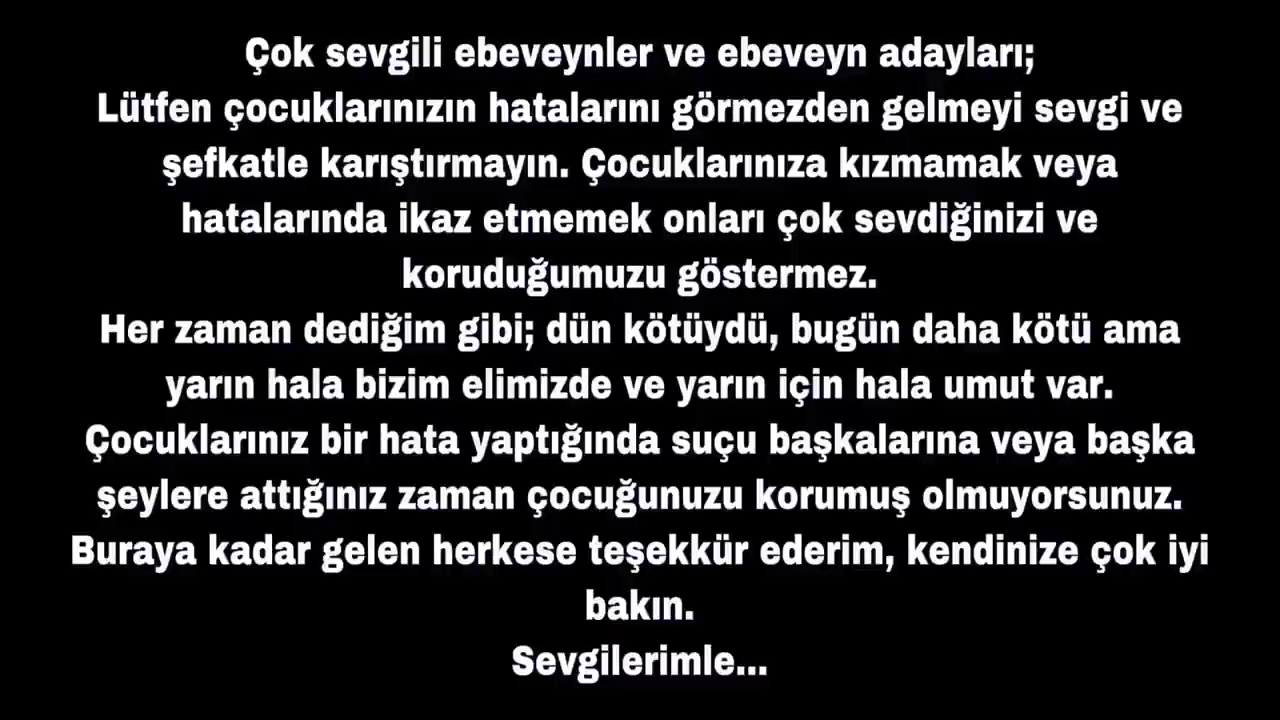 Çok sevgili ebeveynler ve ebeveyn adayları;
Lütfen çocuklarınızın hatalarını görmezden gelmeyi sevgi ve
şefkatle karıştırmayın. Çocuklarınıza kızmamak veya
hatalarında ikaz etmemek onları çok sevdiğinizi ve
koruduğumuzu göstermez.
Her zaman dediğim gibi; dün kötüydü, bugün daha kötü ama
yarın hala bizim elimizde ve yarın için hala umut var.
Çocuklarınız bir hata yaptığında suçu başkalarına veya başka
şeylere attığınız zaman çocuğunuzu korumuş olmuyorsunuz.
Buraya kadar gelen herkese teşekkür ederim, kendinize çok iyi
bakın.
Sevgilerimle...